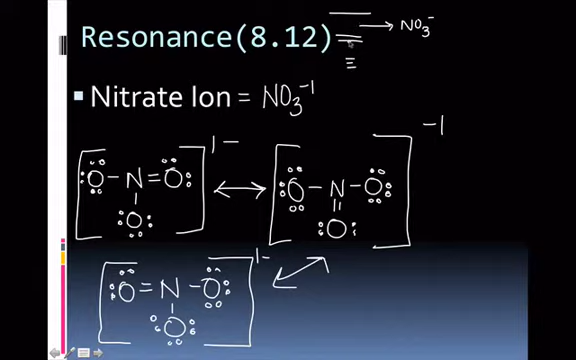 Resonance(8.12)
→ NO₃⁻
Nitrate Ion = NO₃⁻¹
O - N = O
O
1-
O - N - O
O
-1
O = N - O
O
1-